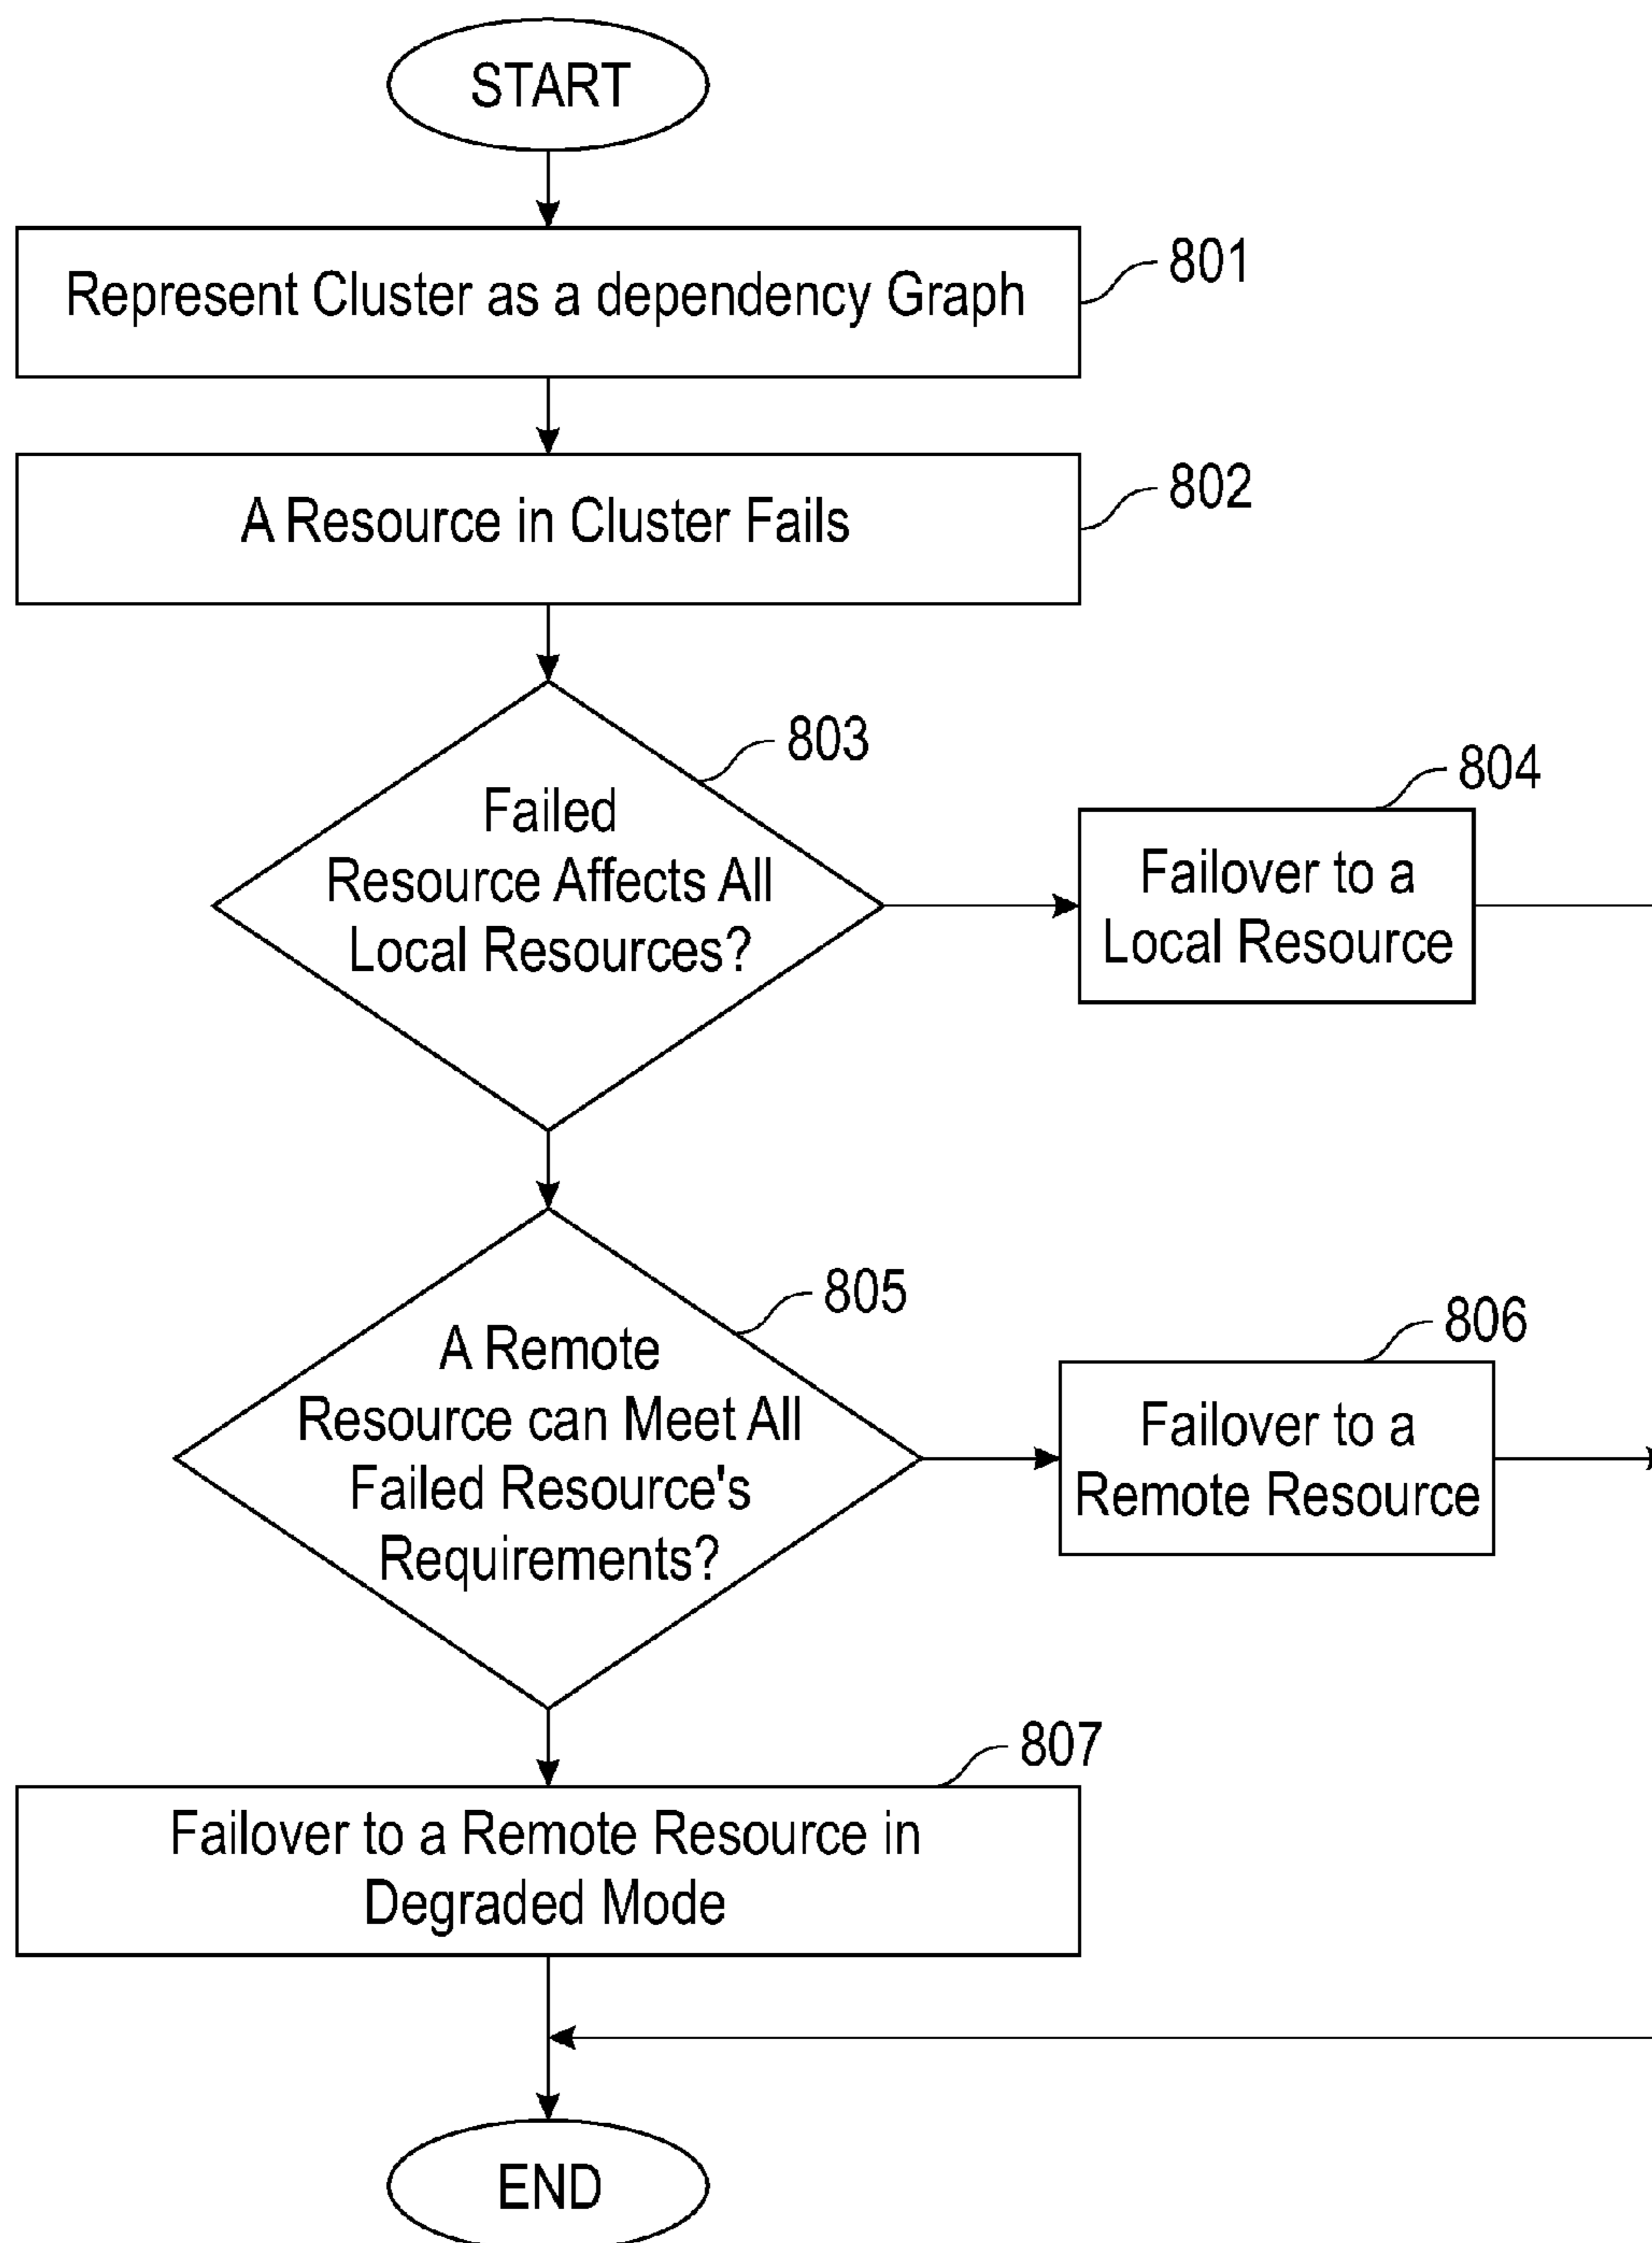 START
Represent Cluster as a dependency Graph
801
A Resource in Cluster Fails
802
803
Failed
Resource Affects All
Local Resources?
804
Failover to a
Local Resource
805
A Remote
Resource can Meet All
Failed Resource's
Requirements?
806
Failover to a
Remote Resource
807
Failover to a Remote Resource in
Degraded Mode
END